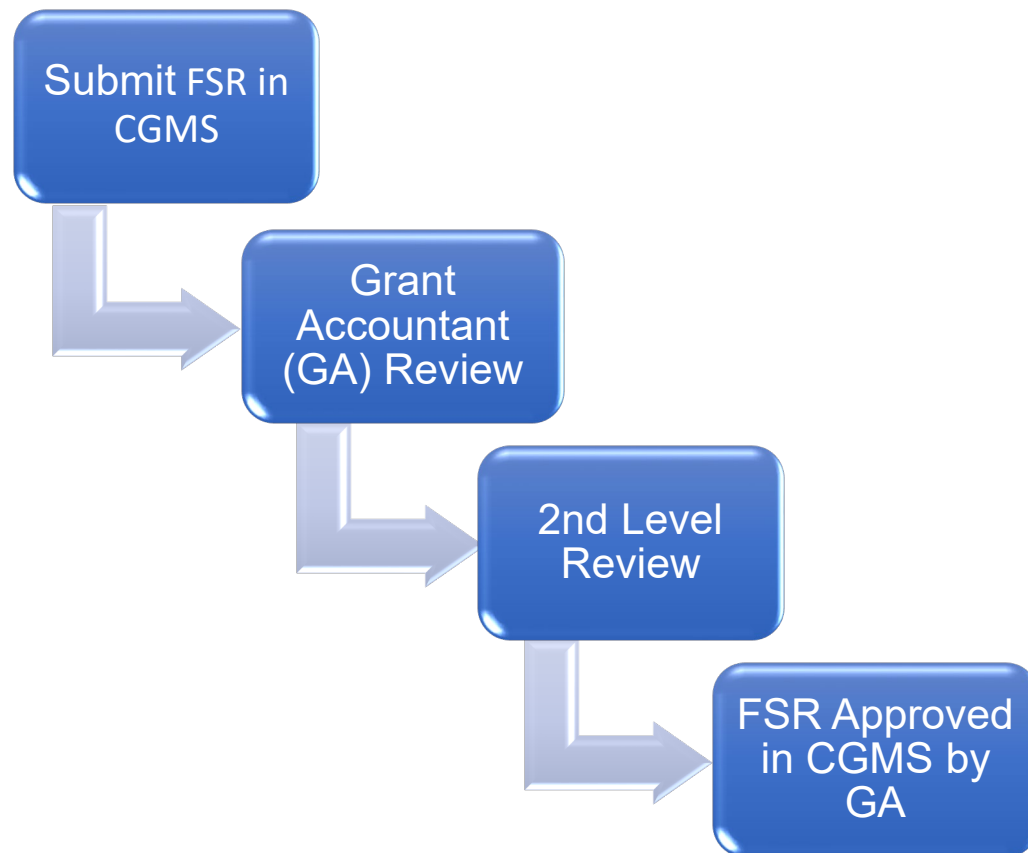 Submit FSR in
CGMS
Grant
Accountant
(GA) Review
2nd Level
Review
FSR Approved
in CGMS by
GA